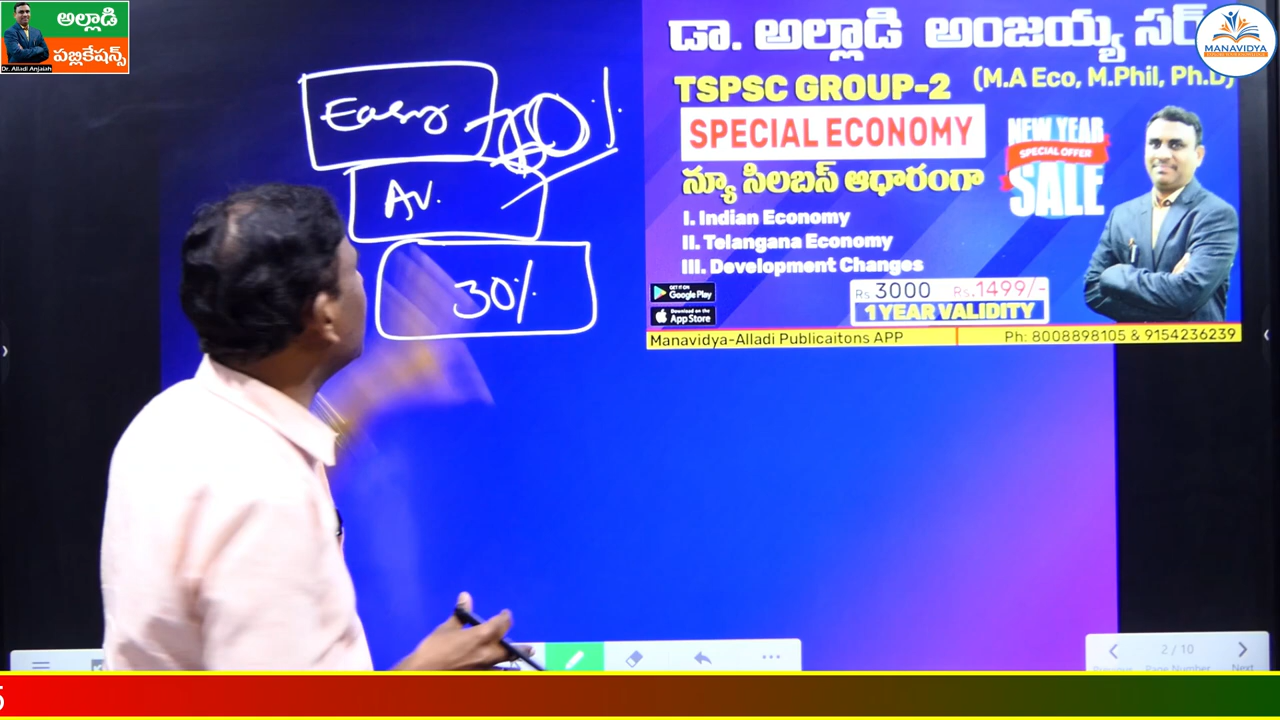 అల్లాడి
పబ్లికేషన్స్
Dr. Alladi Anjaiah
Easy
Av.
30%
డా. అల్లాడి అంజయ్య సర్
MANAVIDYA
TSPSC GROUP-2 (M.A Eco, M.Phil, Ph.D)
SPECIAL ECONOMY
న్యూ సిలబస్ ఆధారంగా
NEW YEAR
SPECIAL OFFER
SALE
I. Indian Economy
II. Telangana Economy
III. Development Changes
GET IT ON
Google Play
Download on the
App Store
Rs 3000 Rs.1499/-
1 YEAR VALIDITY
Manavidya-Alladi Publicaitons APP Ph: 8008898105 & 9154236239
2 / 10
Page Number
Next
5